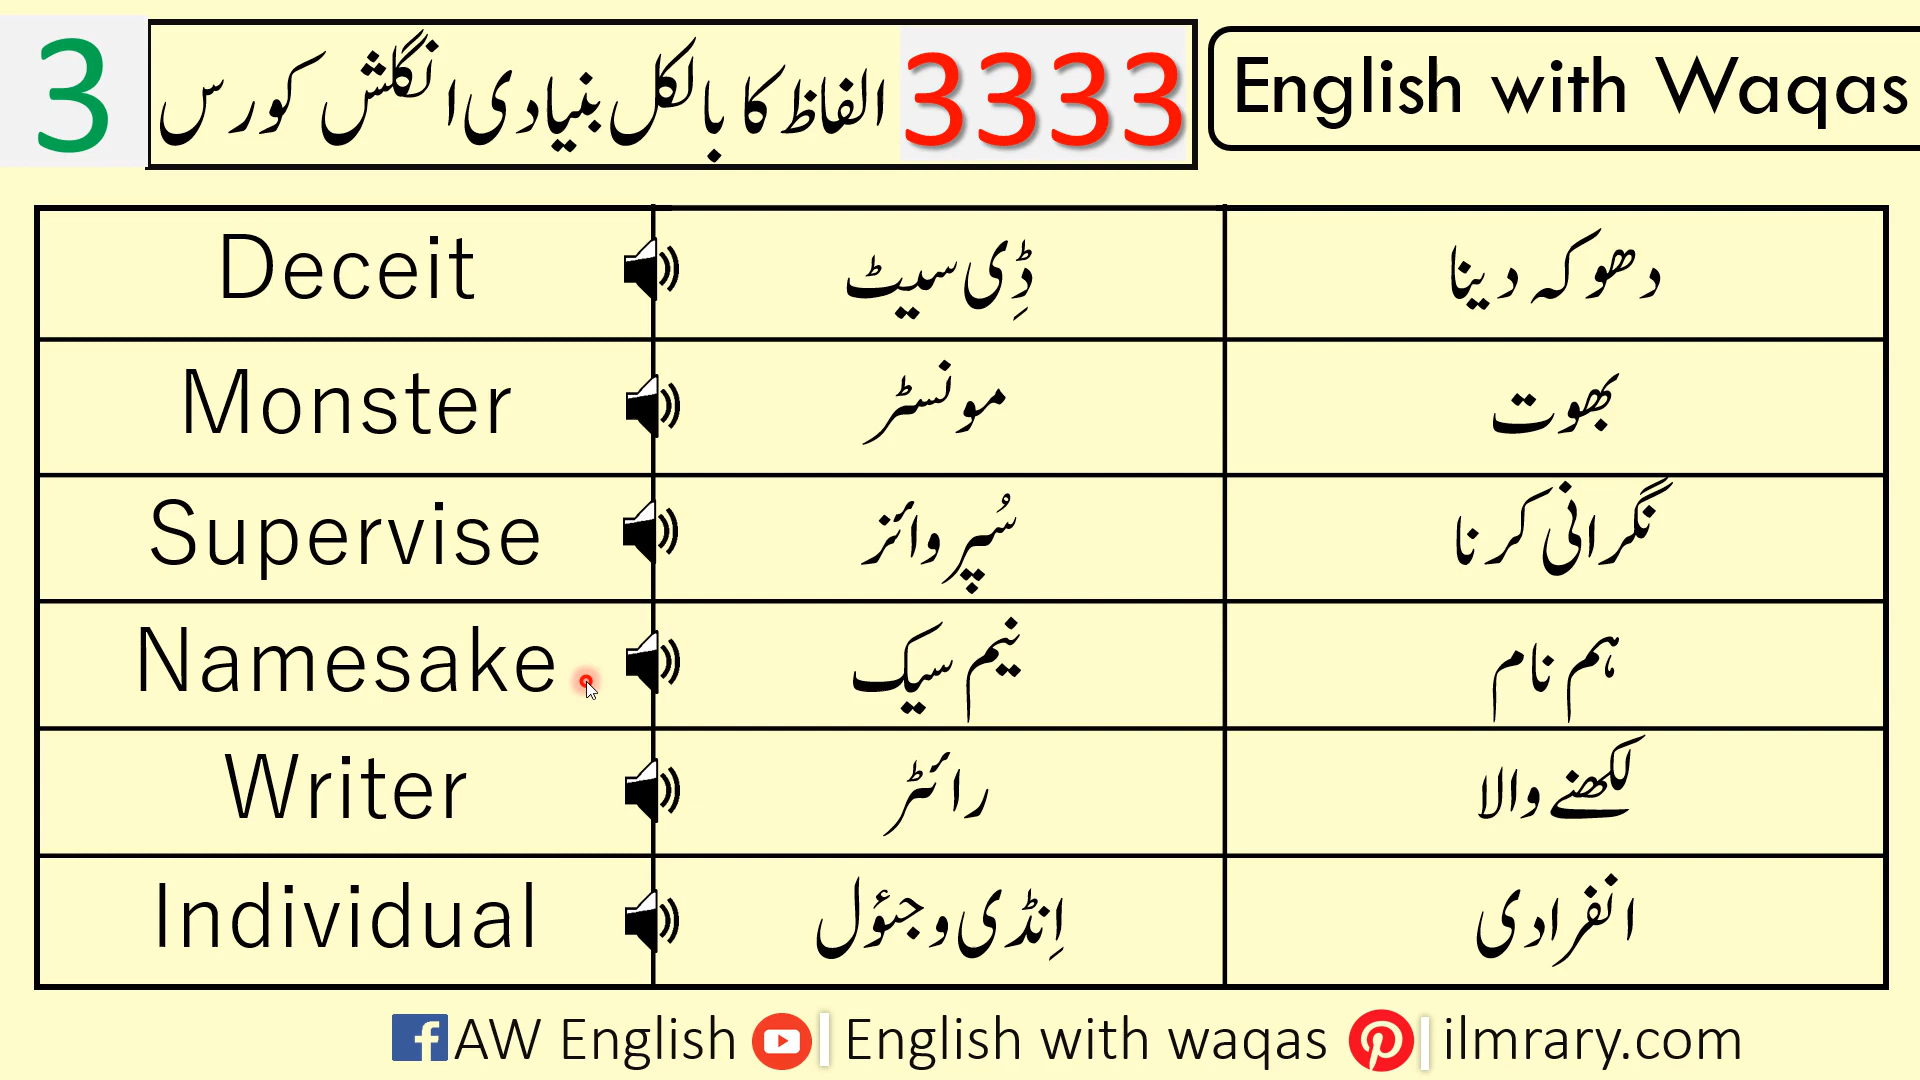 3
3333 الفاظ کا بالکل بنیادی انگلش کورس
English with Waqas
Deceit ڈِی سیٹ دھوکہ دینا
Monster مونسٹر بھوت
Supervise سُپر وائز نگرانی کرنا
Namesake نیم سیک ہم نام
Writer رائٹر لکھنے والا
Individual اِنڈی وجئول انفرادی
AW English | English with waqas | ilmrary.com